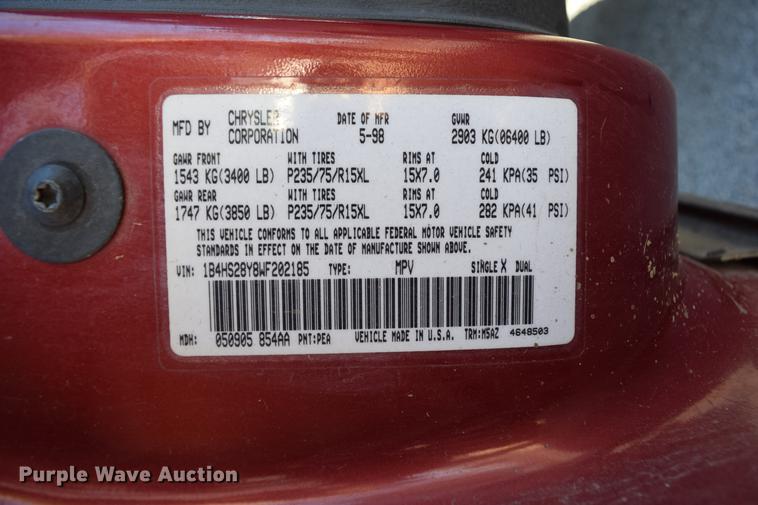 MFD BY CHRYSLER CORPORATION DATE OF MFR 5-98 GVWR 2903 KG(06400 LB)
GAWR FRONT WITH TIRES RIMS AT COLD
1543 KG(3400 LB) P235/75/R15XL 15X7.0 241 KPA(35 PSI)
GAWR REAR WITH TIRES RIMS AT COLD
1747 KG(3850 LB) P235/75/R15XL 15X7.0 282 KPA(41 PSI)
THIS VEHICLE CONFORMS TO ALL APPLICABLE FEDERAL MOTOR VEHICLE SAFETY
STANDARDS IN EFFECT ON THE DATE OF MANUFACTURE SHOWN ABOVE.
VIN: 1B4HS28Y8WF202185 TYPE: MPV SINGLE X DUAL
MDH: 050905 854AA PNT:PEA VEHICLE MADE IN U.S.A. TRM:M5AZ 4648503
Purple Wave Auction